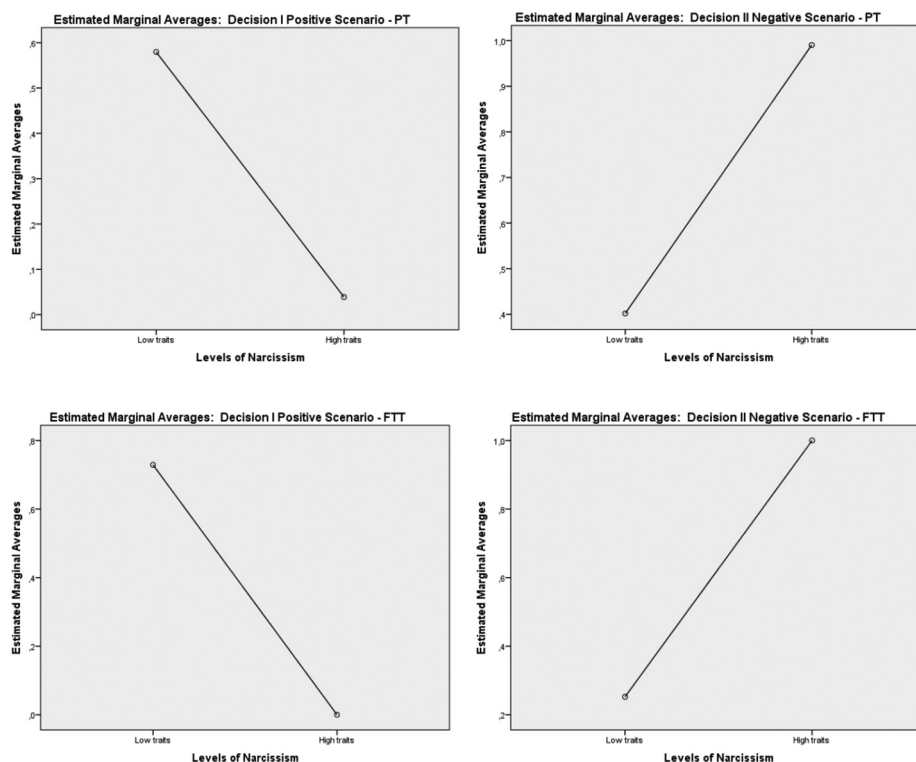 Estimated Marginal Averages: Decision I Positive Scenario - PT
Estimated Marginal Averages
,6
,5
,4
,3
,2
,1
,0
Low traits
High traits
Levels of Narcissism
Estimated Marginal Averages: Decision II Negative Scenario - PT
Estimated Marginal Averages
1,0
,9
,8
,7
,6
,5
,4
Low traits
High traits
Levels of Narcissism
Estimated Marginal Averages: Decision I Positive Scenario - FTT
Estimated Marginal Averages
,8
,6
,4
,2
,0
Low traits
High traits
Levels of Narcissism
Estimated Marginal Averages: Decision II Negative Scenario - FTT
Estimated Marginal Averages
1,0
,8
,6
,4
,2
Low traits
High traits
Levels of Narcissism